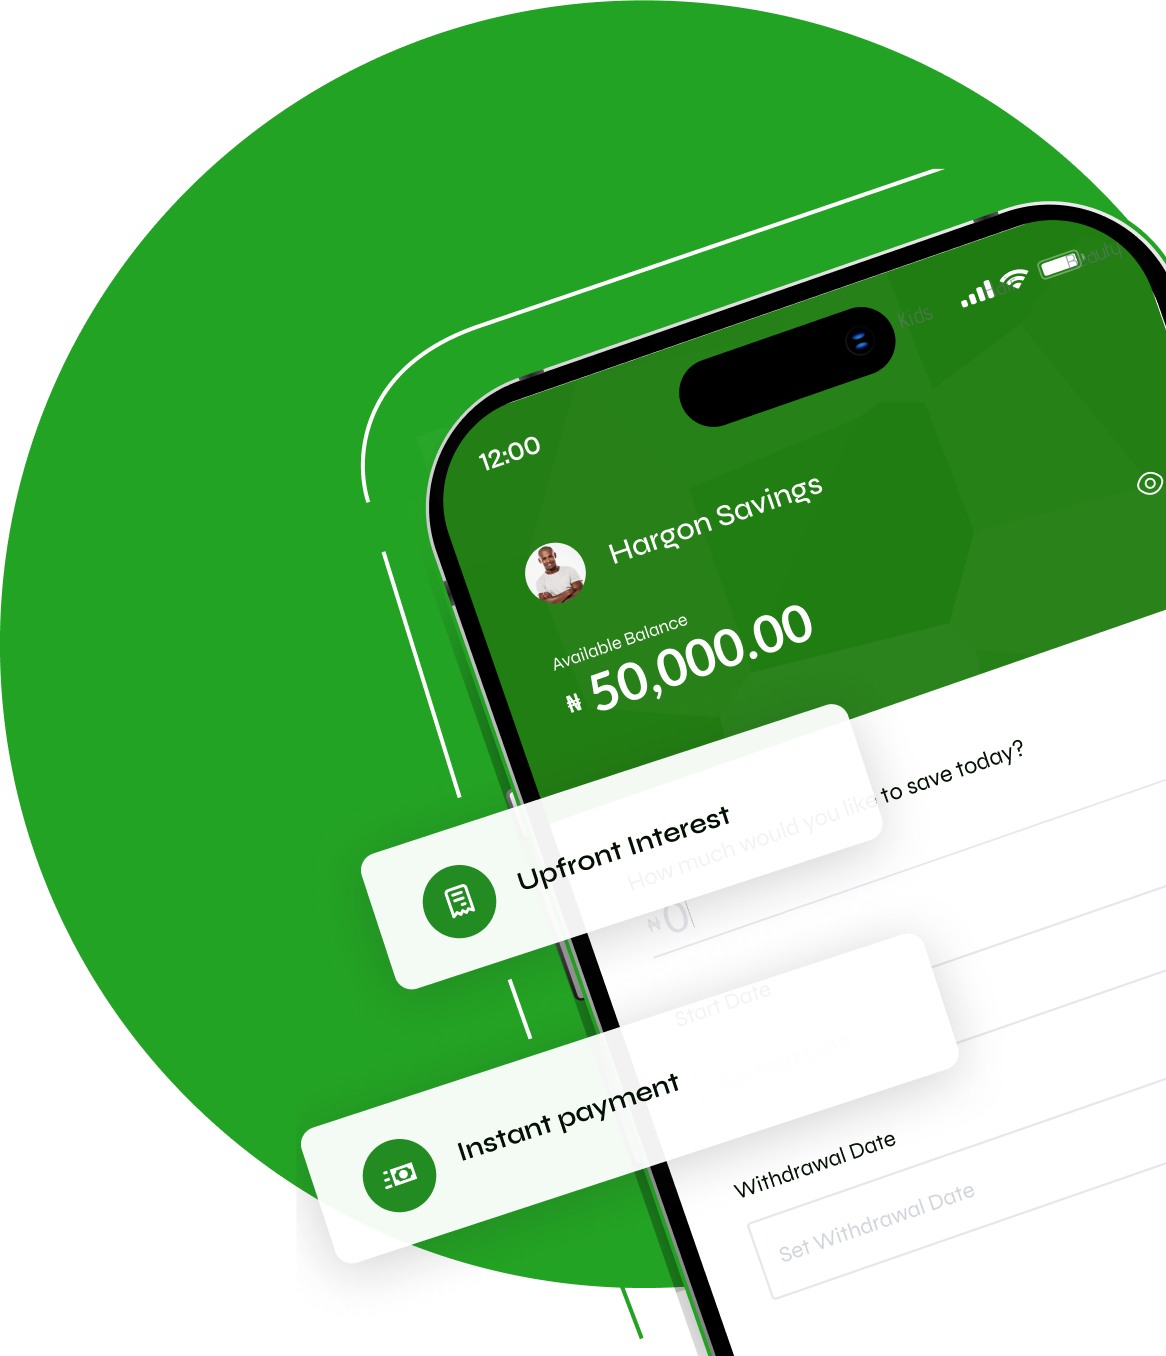 Beauty
Kids
12:00
Hargon Savings
Available Balance
₦ 50,000.00
How much would you like to save today?
Upfront Interest
₦0
Start Date
Instant payment
Withdrawal Date
Set Withdrawal Date